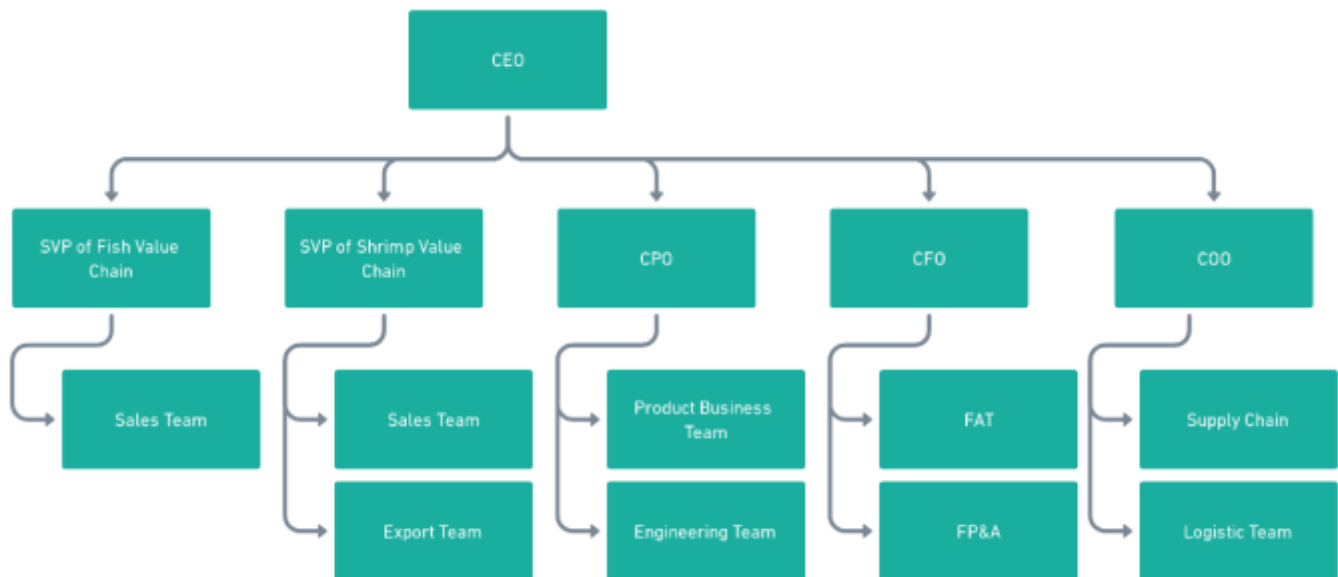 CEO
SVP of Fish Value
Chain
SVP of Shrimp Value
Chain
CPO
CFO
COO
Sales Team
Sales Team
Product Business
Team
FAT
Supply Chain
Export Team
Engineering Team
FP&A
Logistic Team